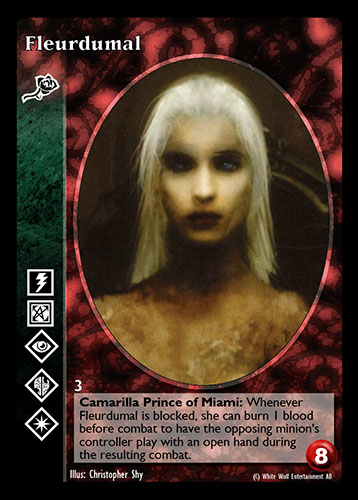 Fleurdumal
3
Camarilla Prince of Miami: Whenever
Fleurdumal is blocked, she can burn 1 blood
before combat to have the opposing minion's
controller play with an open hand during
the resulting combat.
8
Illus: Christopher Shy
(C) White Wolf Entertainment AB